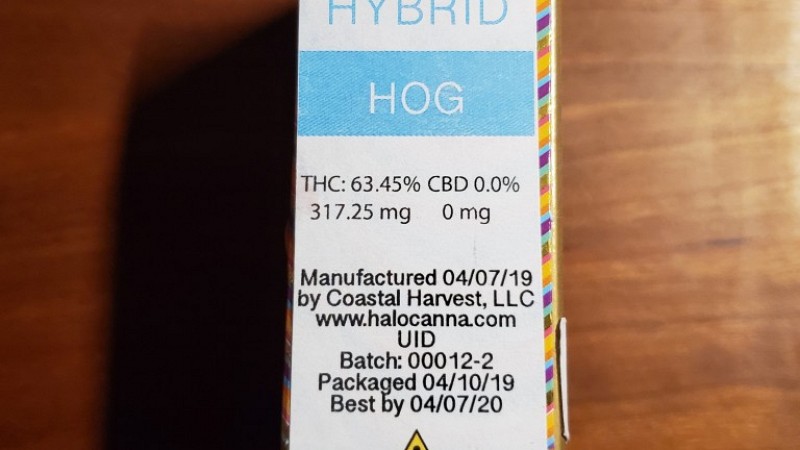 HYBRID
HOG
THC: 63.45% CBD 0.0%
317.25 mg 0 mg
Manufactured 04/07/19
by Coastal Harvest, LLC
www.halocanna.com
UID
Batch: 00012-2
Packaged 04/10/19
Best by 04/07/20